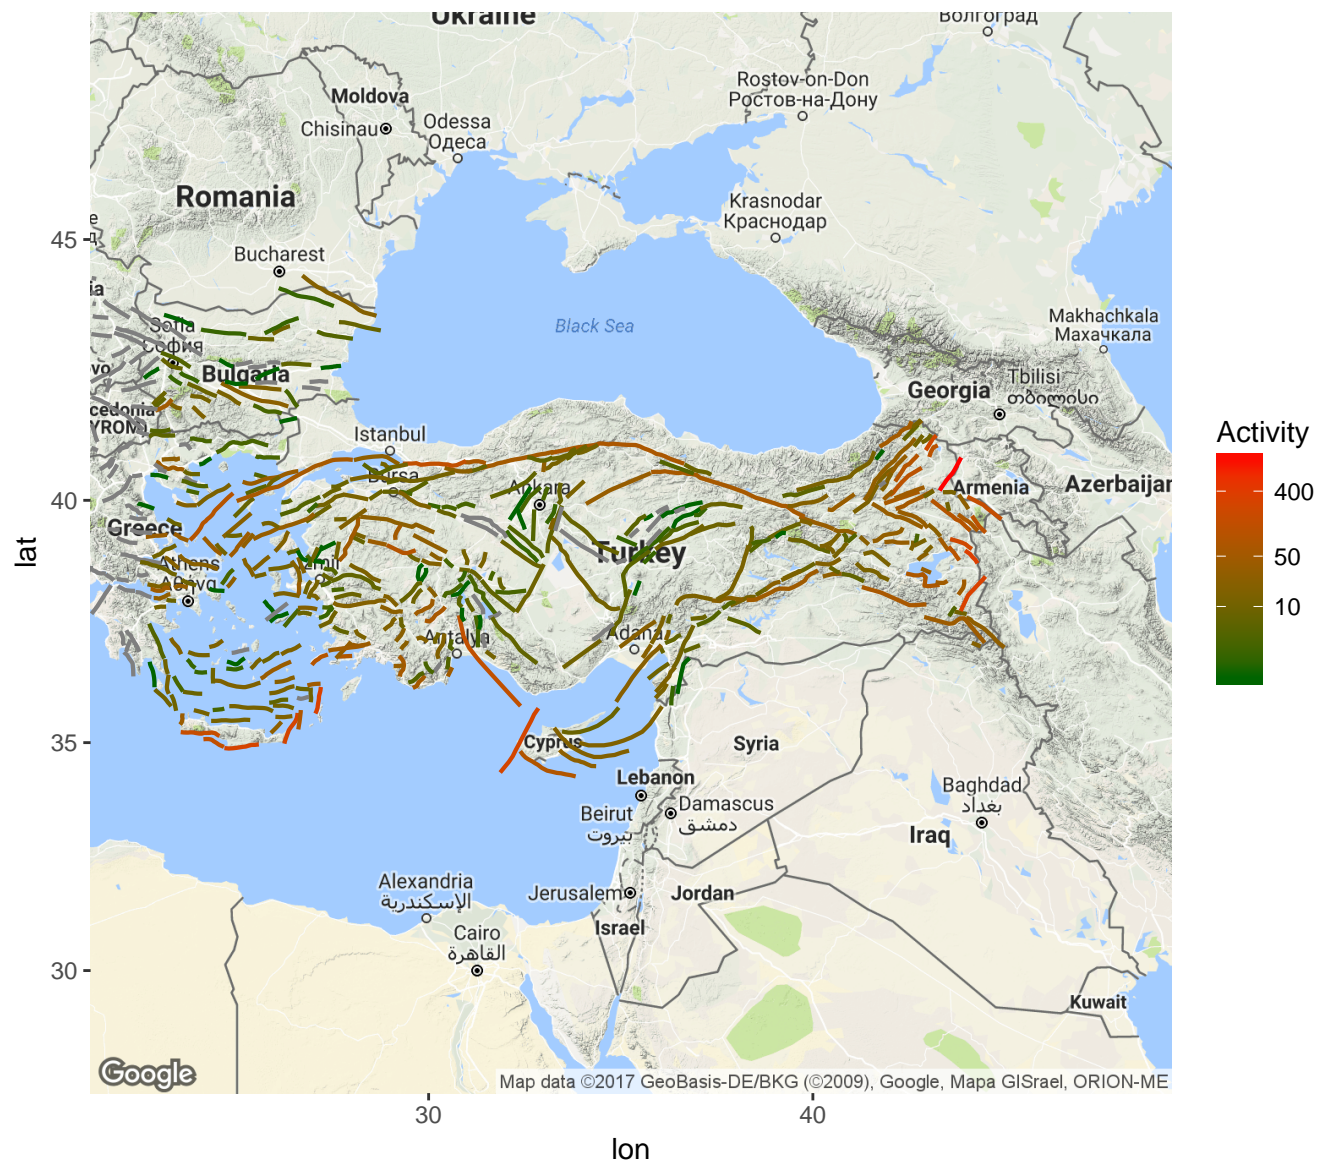 Ukraine
Волгоград
Rostov-on-Don
Ростов-на-Дону
Moldova
Chisinau
Odessa
Одеса
Romania
Krasnodar
Краснодар
45
Bucharest
Sofia
София
Black Sea
Makhachkala
Махачкала
Bulgaria
Georgia
Tbilisi
თბილისი
cedonia
YROM)
Istanbul
Bursa
Ankara
Armenia
Azerbaijan
40
Greece
Turkey
Athens
Αθήνα
İzmir
Antalya
Adana
35
Cyprus
Syria
Lebanon
Beirut
بيروت
Damascus
دمشق
Baghdad
بغداد
Iraq
Alexandria
الإسكندرية
Jerusalem
Jordan
Israel
Cairo
القاهرة
30
Kuwait
Google
Map data ©2017 GeoBasis-DE/BKG (©2009), Google, Mapa GISrael, ORION-ME
30
40
lon
lat
Activity
400
50
10